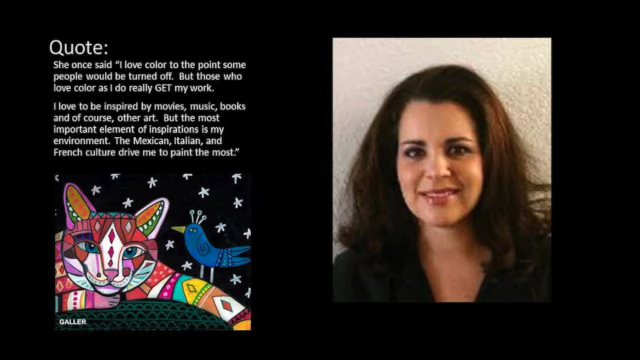 Quote:
She once said “I love color to the point some
people would be turned off.  But those who
love color as I do really GET my work.
I love to be inspired by movies, music, books
and of course, other art.  But the most
important element of inspirations is my
environment.  The Mexican, Italian, and
French culture drive me to paint the most.”
GALLER